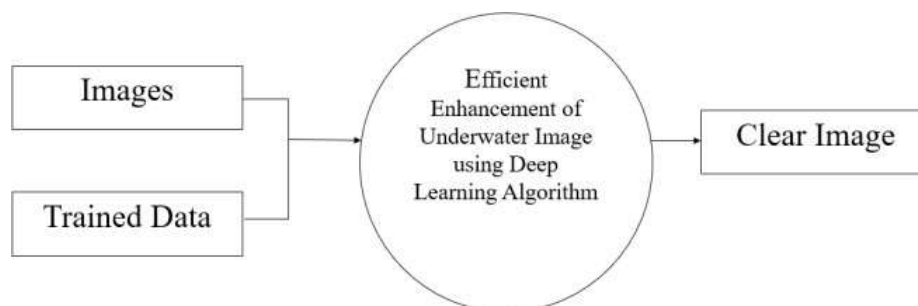 Images
Trained Data
Efficient
Enhancement of
Underwater Image
using Deep
Learning Algorithm
Clear Image